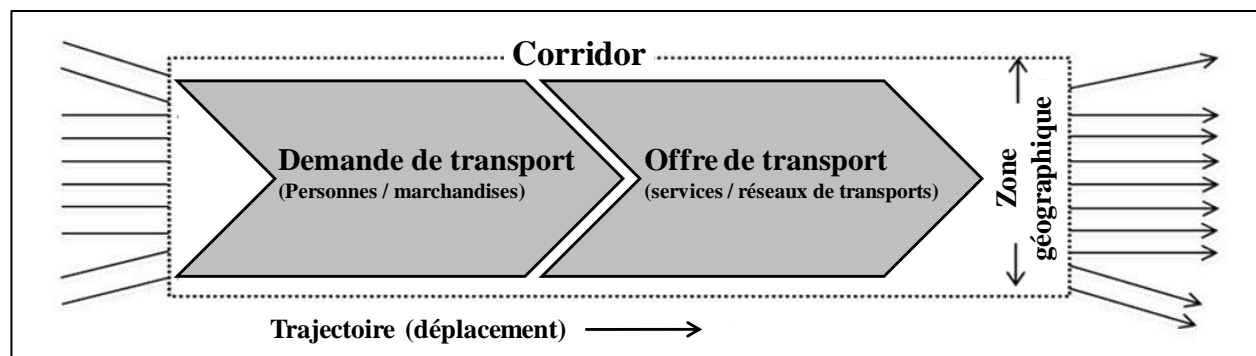 Corridor
Demande de transport
(Personnes / marchandises)
Offre de transport
(services / réseaux de transports)
Zone
géographique
Trajectoire (déplacement)